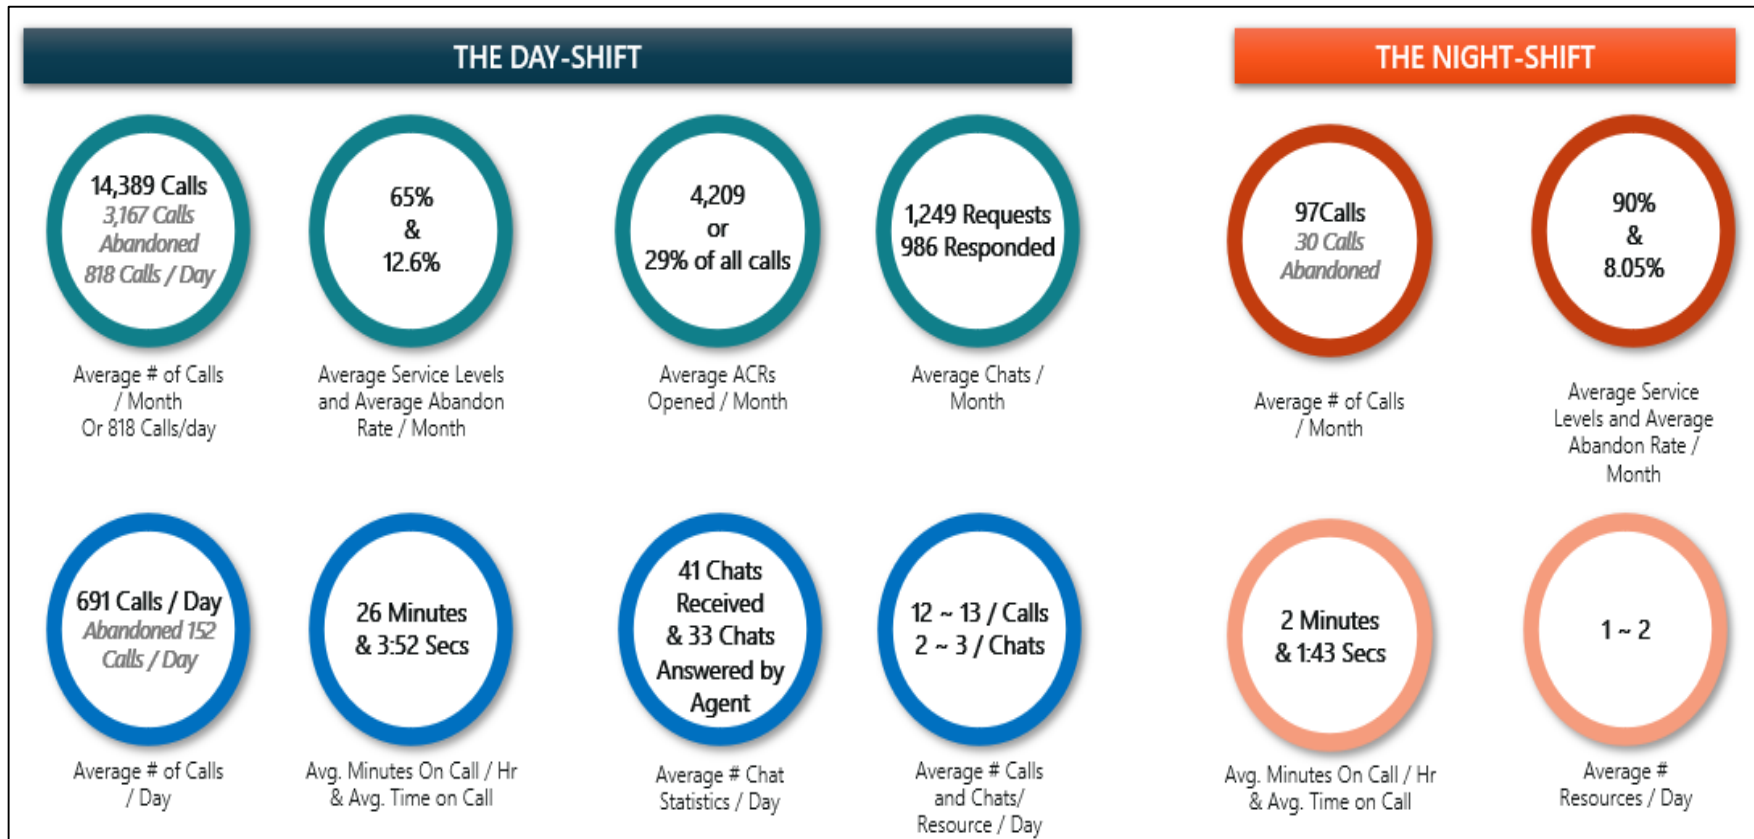 THE DAY-SHIFT
14,389 Calls
3,167 Calls
Abandoned
818 Calls / Day
Average # of Calls
/ Month
Or 818 Calls/day
65%
&
12.6%
Average Service Levels
and Average Abandon
Rate / Month
4,209
or
29% of all calls
Average ACRs
Opened / Month
1,249 Requests
986 Responded
Average Chats /
Month
691 Calls / Day
Abandoned 152
Calls / Day
Average # of Calls
/ Day
26 Minutes
& 3:52 Secs
Avg. Minutes On Call / Hr
& Avg. Time on Call
41 Chats
Received
& 33 Chats
Answered by
Agent
Average # Chat
Statistics / Day
12 ~ 13 / Calls
2 ~ 3 / Chats
Average # Calls
and Chats/
Resource / Day
THE NIGHT-SHIFT
97Calls
30 Calls
Abandoned
Average # of Calls
/ Month
90%
&
8.05%
Average Service
Levels and Average
Abandon Rate /
Month
2 Minutes
& 1:43 Secs
Avg. Minutes On Call / Hr
& Avg. Time on Call
1 ~ 2
Average #
Resources / Day